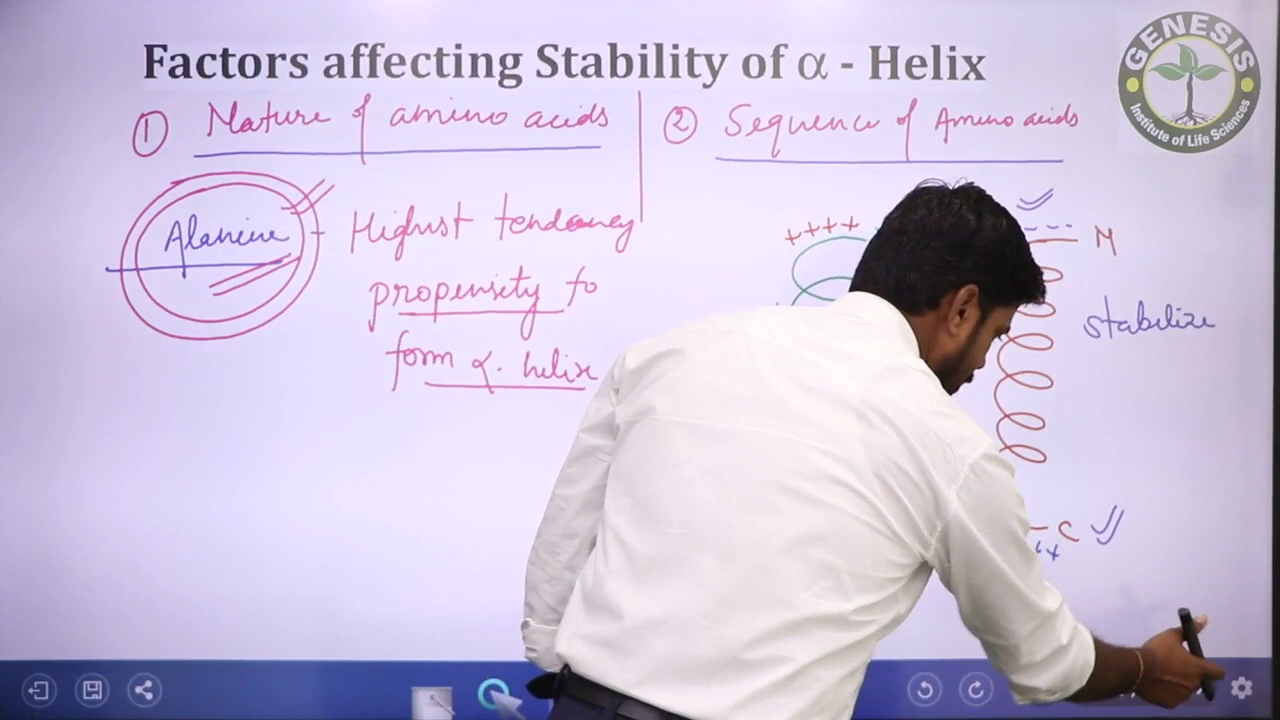 Factors affecting Stability of α - Helix
GENESIS
Institute of Life Sciences
① Nature of amino acids
② Sequence of Amino acids
Alanine - Highest tendency
propensity to
form α. helix
++++
--- N
stabilize
- C